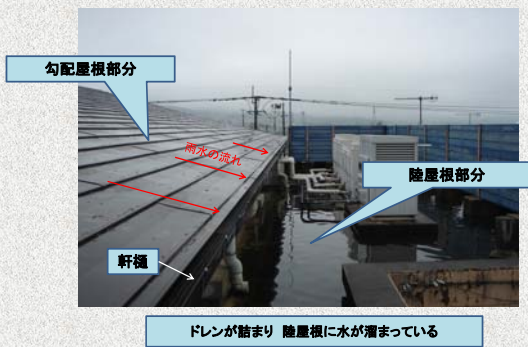 勾配屋根部分
雨水の流れ
陸屋根部分
軒樋
ドレンが詰まり 陸屋根に水が溜まっている